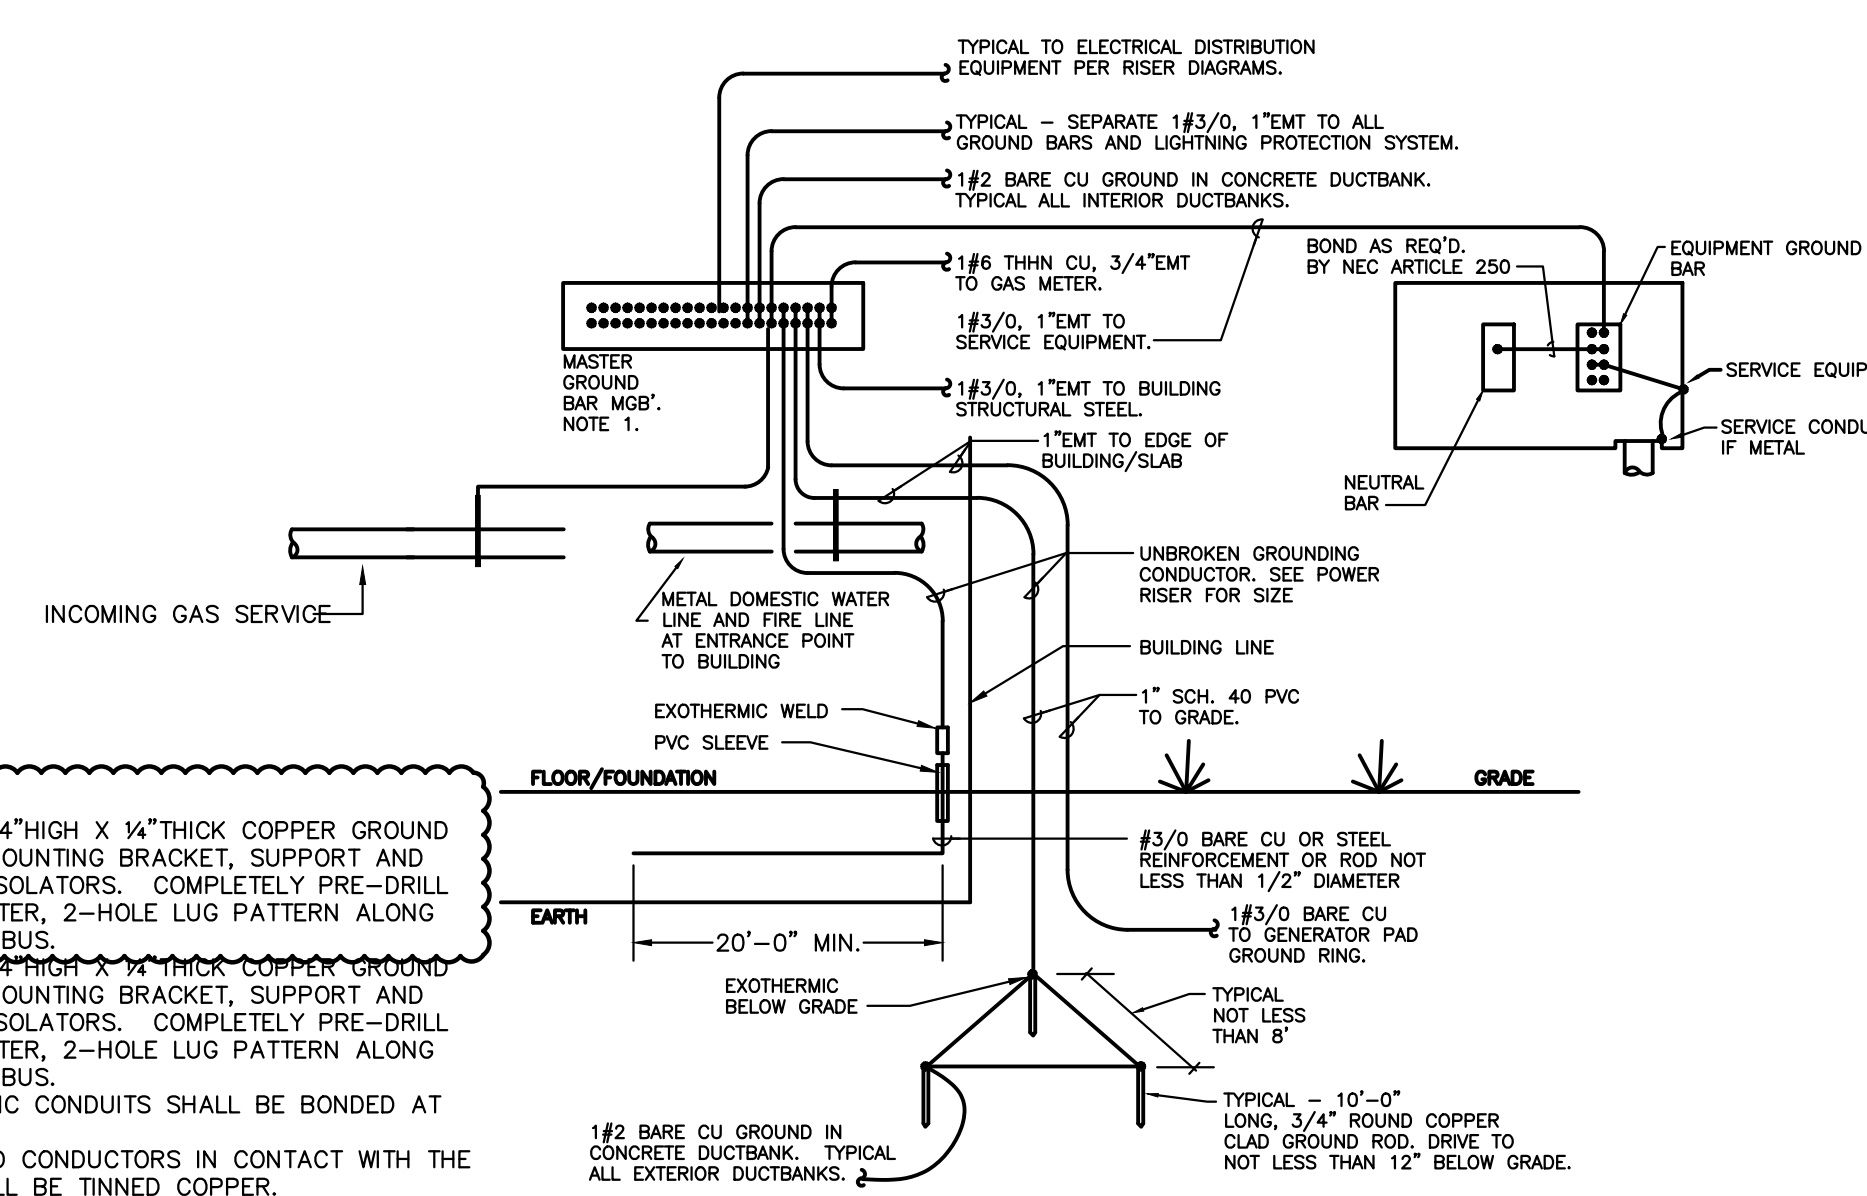 TYPICAL TO ELECTRICAL DISTRIBUTION
EQUIPMENT PER RISER DIAGRAMS.
TYPICAL – SEPARATE 1#3/0, 1"EMT TO ALL
GROUND BARS AND LIGHTNING PROTECTION SYSTEM.
1#2 BARE CU GROUND IN CONCRETE DUCTBANK.
TYPICAL ALL INTERIOR DUCTBANKS.
1#6 THHN CU, 3/4"EMT
TO GAS METER.
1#3/0, 1"EMT TO
SERVICE EQUIPMENT.
BOND AS REQ'D.
BY NEC ARTICLE 250
EQUIPMENT GROUND
BAR
MASTER
GROUND
BAR MGB'.
NOTE 1.
1#3/0, 1"EMT TO BUILDING
STRUCTURAL STEEL.
SERVICE EQUIP
SERVICE CONDU
IF METAL
NEUTRAL
BAR
1"EMT TO EDGE OF
BUILDING/SLAB
INCOMING GAS SERVICE
METAL DOMESTIC WATER
LINE AND FIRE LINE
AT ENTRANCE POINT
TO BUILDING
UNBROKEN GROUNDING
CONDUCTOR. SEE POWER
RISER FOR SIZE
BUILDING LINE
EXOTHERMIC WELD
PVC SLEEVE
1" SCH. 40 PVC
TO GRADE.
FLOOR/FOUNDATION
GRADE
4"HIGH X 1/4"THICK COPPER GROUND
OUNTING BRACKET, SUPPORT AND
SOLATORS. COMPLETELY PRE–DRILL
TER, 2–HOLE LUG PATTERN ALONG
BUS.
4"HIGH X 1/4"THICK COPPER GROUND
OUNTING BRACKET, SUPPORT AND
SOLATORS. COMPLETELY PRE–DRILL
TER, 2–HOLE LUG PATTERN ALONG
BUS.
IC CONDUITS SHALL BE BONDED AT
D CONDUCTORS IN CONTACT WITH THE
LL BE TINNED COPPER.
#3/0 BARE CU OR STEEL
REINFORCEMENT OR ROD NOT
LESS THAN 1/2" DIAMETER
EARTH
20'–0" MIN.
1#3/0 BARE CU
TO GENERATOR PAD
GROUND RING.
EXOTHERMIC
BELOW GRADE
TYPICAL
NOT LESS
THAN 8'
TYPICAL – 10'–0"
LONG, 3/4" ROUND COPPER
CLAD GROUND ROD. DRIVE TO
NOT LESS THAN 12" BELOW GRADE.
1#2 BARE CU GROUND IN
CONCRETE DUCTBANK. TYPICAL
ALL EXTERIOR DUCTBANKS.